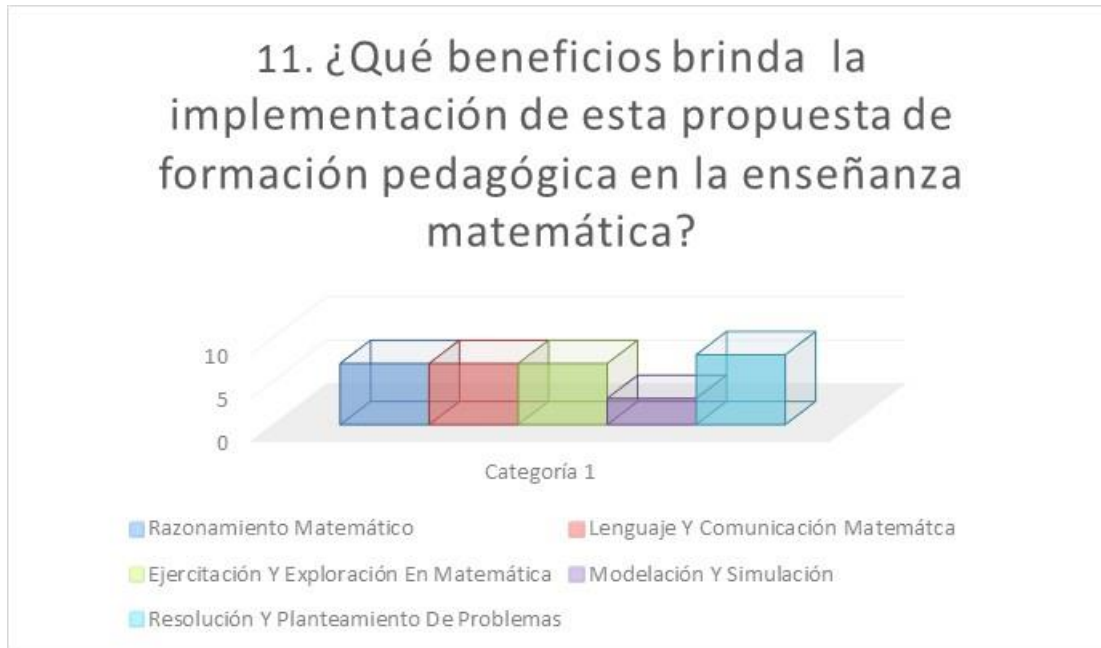 11. ¿Qué beneficios brinda la
implementación de esta propuesta de
formación pedagógica en la enseñanza
matemática?
10
5
0
Categoría 1
Razonamiento Matemático
Lenguaje Y Comunicación Matemátca
Ejercitación Y Exploración En Matemática
Modelación Y Simulación
Resolución Y Planteamiento De Problemas